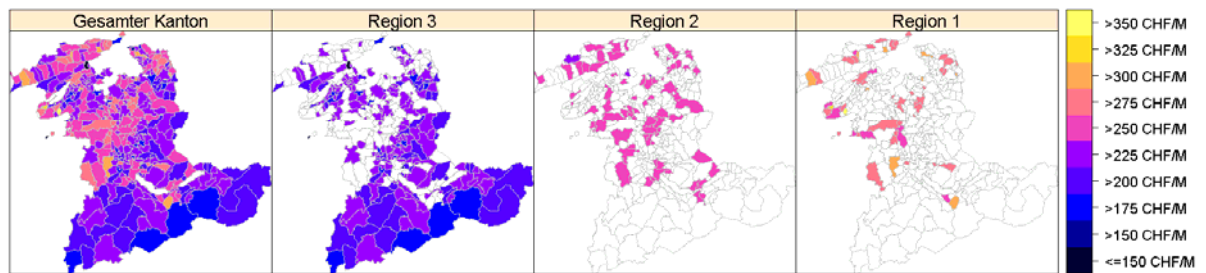 Gesamter Kanton
Region 3
Region 2
Region 1
>350 CHF/M
>325 CHF/M
>300 CHF/M
>275 CHF/M
>250 CHF/M
>225 CHF/M
>200 CHF/M
>175 CHF/M
>150 CHF/M
<=150 CHF/M